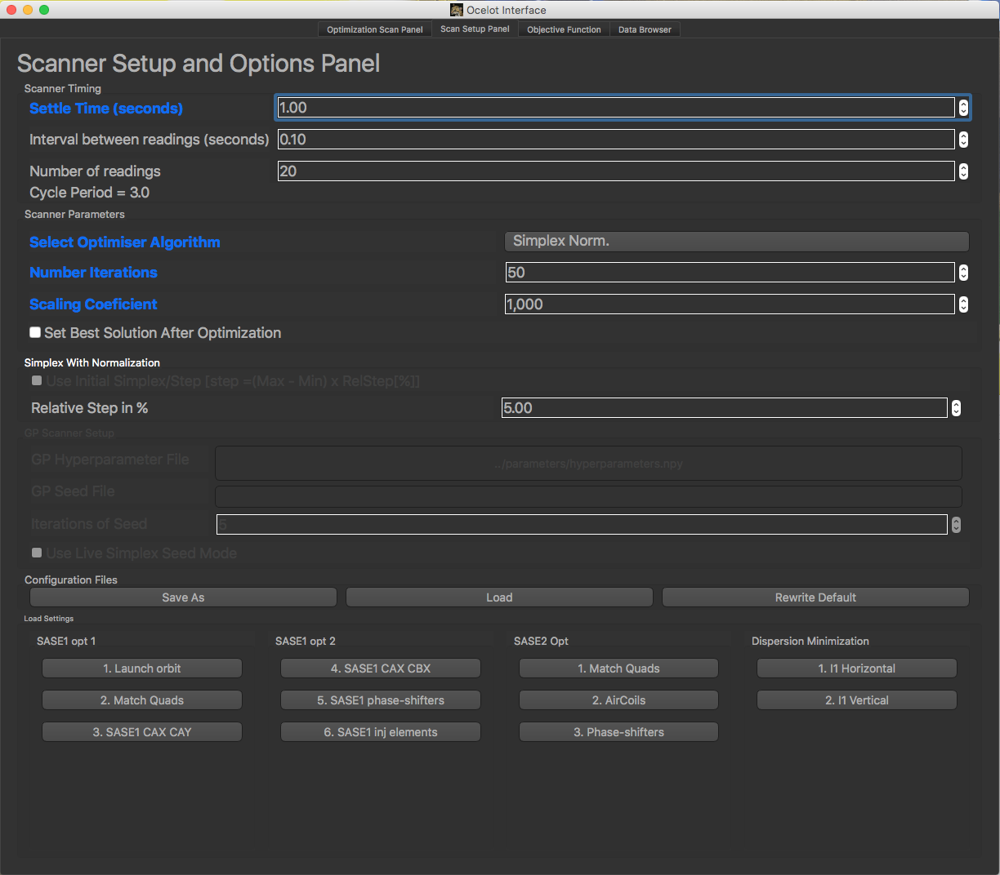 Ocelot Interface
Optimization Scan Panel
Scan Setup Panel
Objective Function
Data Browser
Scanner Setup and Options Panel
Scanner Timing
Settle Time (seconds)
1.00
Interval between readings (seconds)
0.10
Number of readings
20
Cycle Period = 3.0
Scanner Parameters
Select Optimiser Algorithm
Simplex Norm.
Number Iterations
50
Scaling Coeficient
1,000
Set Best Solution After Optimization
Simplex With Normalization
Use Initial Simplex/Step [step =(Max - Min) x RelStep[%]]
Relative Step in %
5.00
GP Scanner Setup
GP Hyperparameter File
../parameters/hyperparameters.npy
GP Seed File
Iterations of Seed
5
Use Live Simplex Seed Mode
Configuration Files
Save As
Load
Rewrite Default
Load Settings
SASE1 opt 1
SASE1 opt 2
SASE2 Opt
Dispersion Minimization
1. Launch orbit
4. SASE1 CAX CBX
1. Match Quads
1. I1 Horizontal
2. Match Quads
5. SASE1 phase-shifters
2. AirCoils
2. I1 Vertical
3. SASE1 CAX CAY
6. SASE1 inj elements
3. Phase-shifters